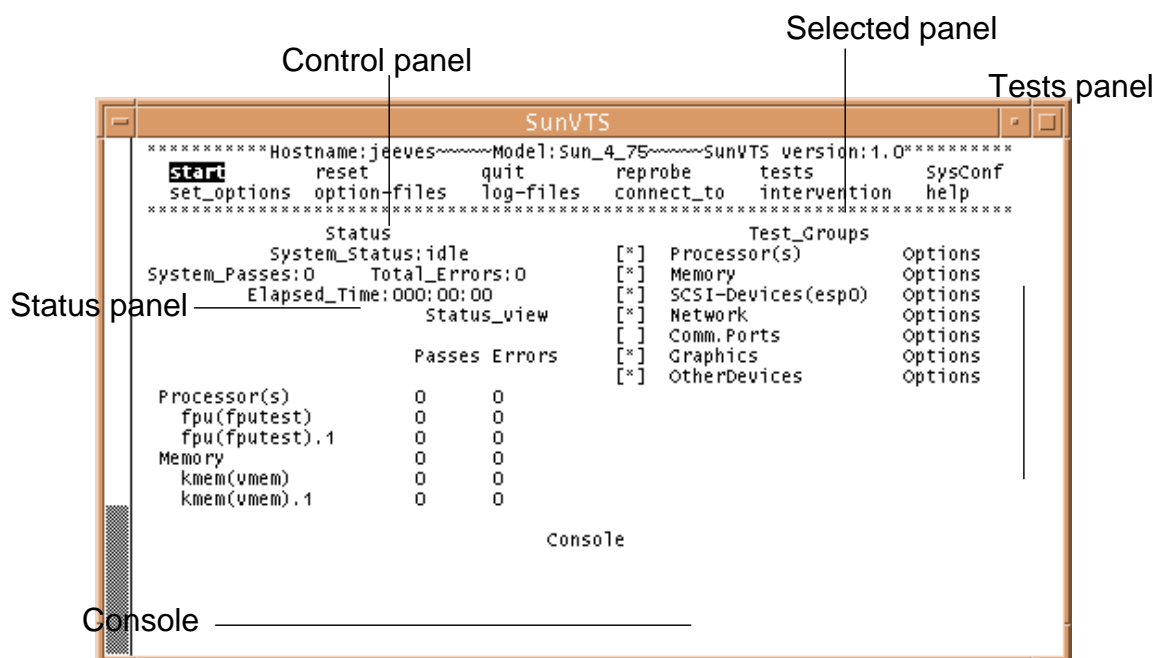 Selected panel
Control panel
Tests panel
SunVTS
***********Hostname:jeeves~~~~~Model:Sun_4_75~~~~~SunVTS version:1.0**********
start reset quit reprobe tests SysConf
set_options option-files log-files connect_to intervention help
******************************************************************************
Status Test_Groups
System_Status:idle [*] Processor(s) Options
System_Passes:0 Total_Errors:0 [*] Memory Options
Elapsed_Time:000:00:00 [*] SCSI-Devices(esp0) Options
Status panel
Status_view [*] Network Options
[ ] Comm.Ports Options
Passes Errors [*] Graphics Options
[*] OtherDevices Options
Processor(s) 0 0
fpu(fputest) 0 0
fpu(fputest).1 0 0
Memory 0 0
kmem(vmem) 0 0
kmem(vmem).1 0 0
Console
Console